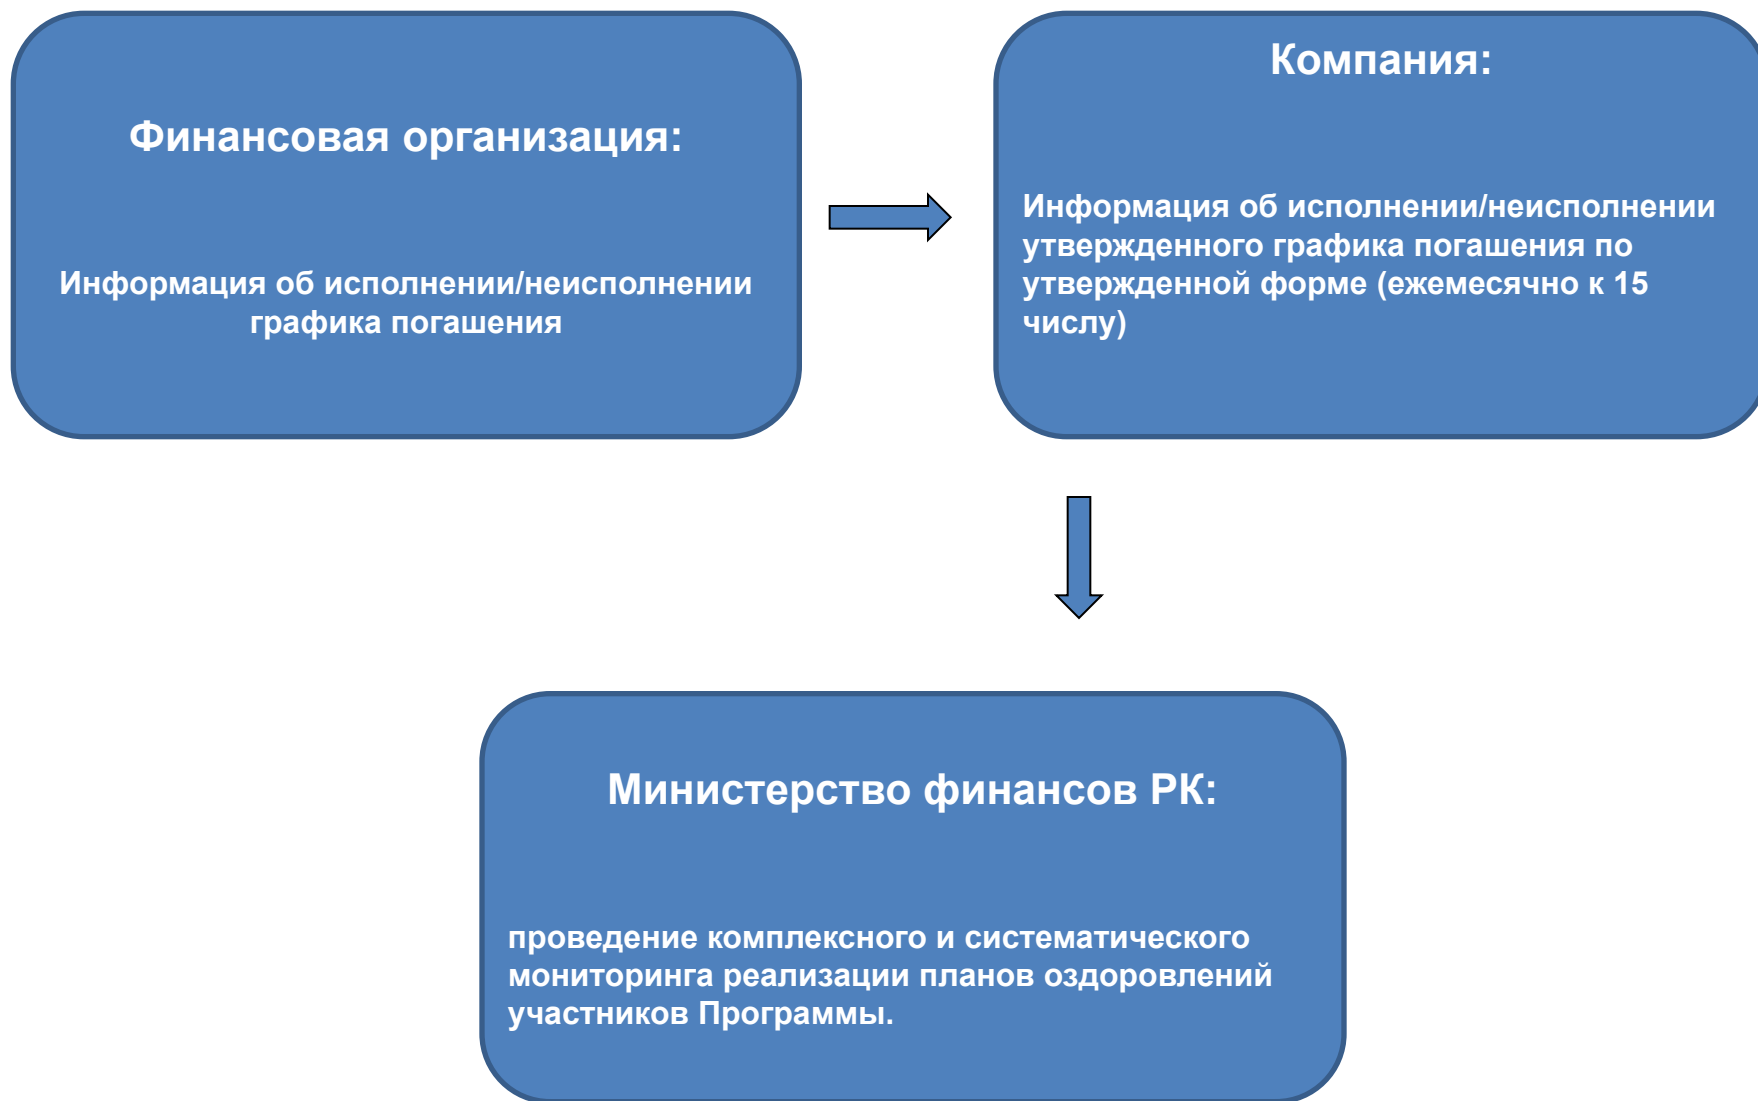 Финансовая организация:
Информация об исполнении/неисполнении
графика погашения
Компания:
Информация об исполнении/неисполнении
утвержденного графика погашения по
утвержденной форме (ежемесячно к 15
числу)
Министерство финансов РК:
проведение комплексного и систематического
мониторинга реализации планов оздоровлений
участников Программы.